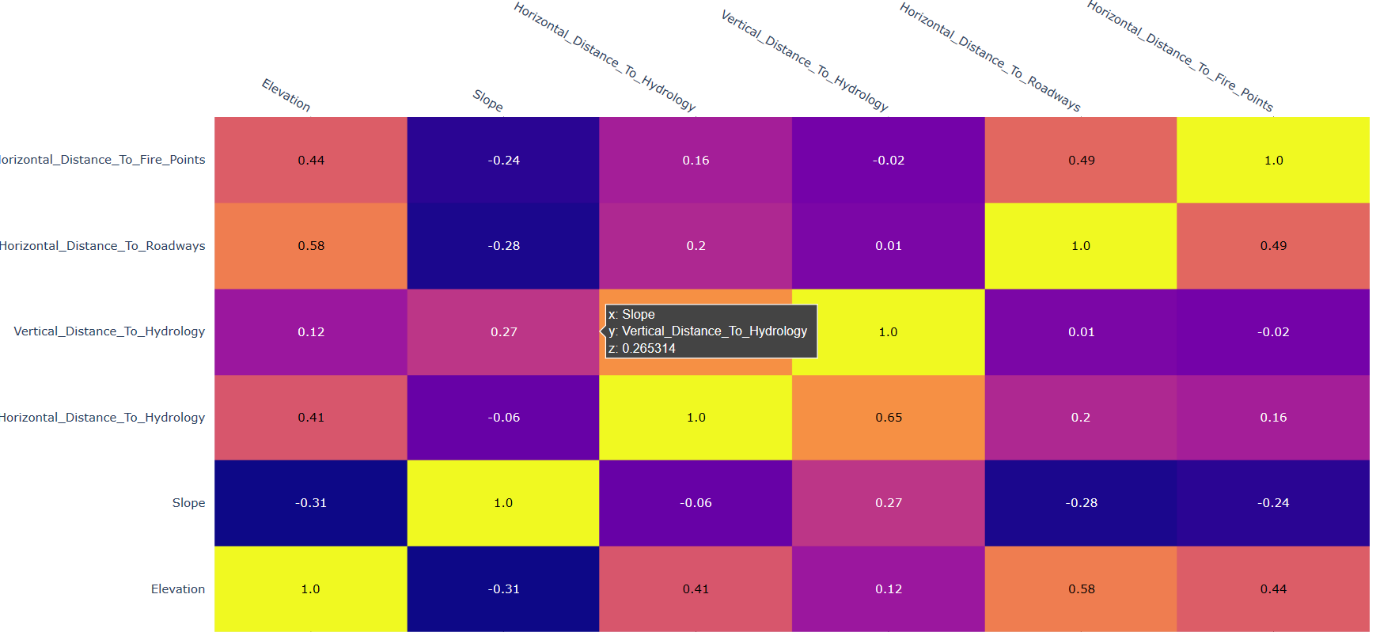 Horizontal_Distance_To_Hydrology
Vertical_Distance_To_Hydrology
Horizontal_Distance_To_Roadways
Horizontal_Distance_To_Fire_Points
Elevation
Slope
orizontal_Distance_To_Fire_Points 0.44 -0.24 0.16 -0.02 0.49 1.0
Horizontal_Distance_To_Roadways 0.58 -0.28 0.2 0.01 1.0 0.49
x: Slope
Vertical_Distance_To_Hydrology 0.12 0.27 y: Vertical_Distance_To_Hydrology 1.0 0.01 -0.02
z: 0.265314
Horizontal_Distance_To_Hydrology 0.41 -0.06 1.0 0.65 0.2 0.16
Slope -0.31 1.0 -0.06 0.27 -0.28 -0.24
Elevation 1.0 -0.31 0.41 0.12 0.58 0.44